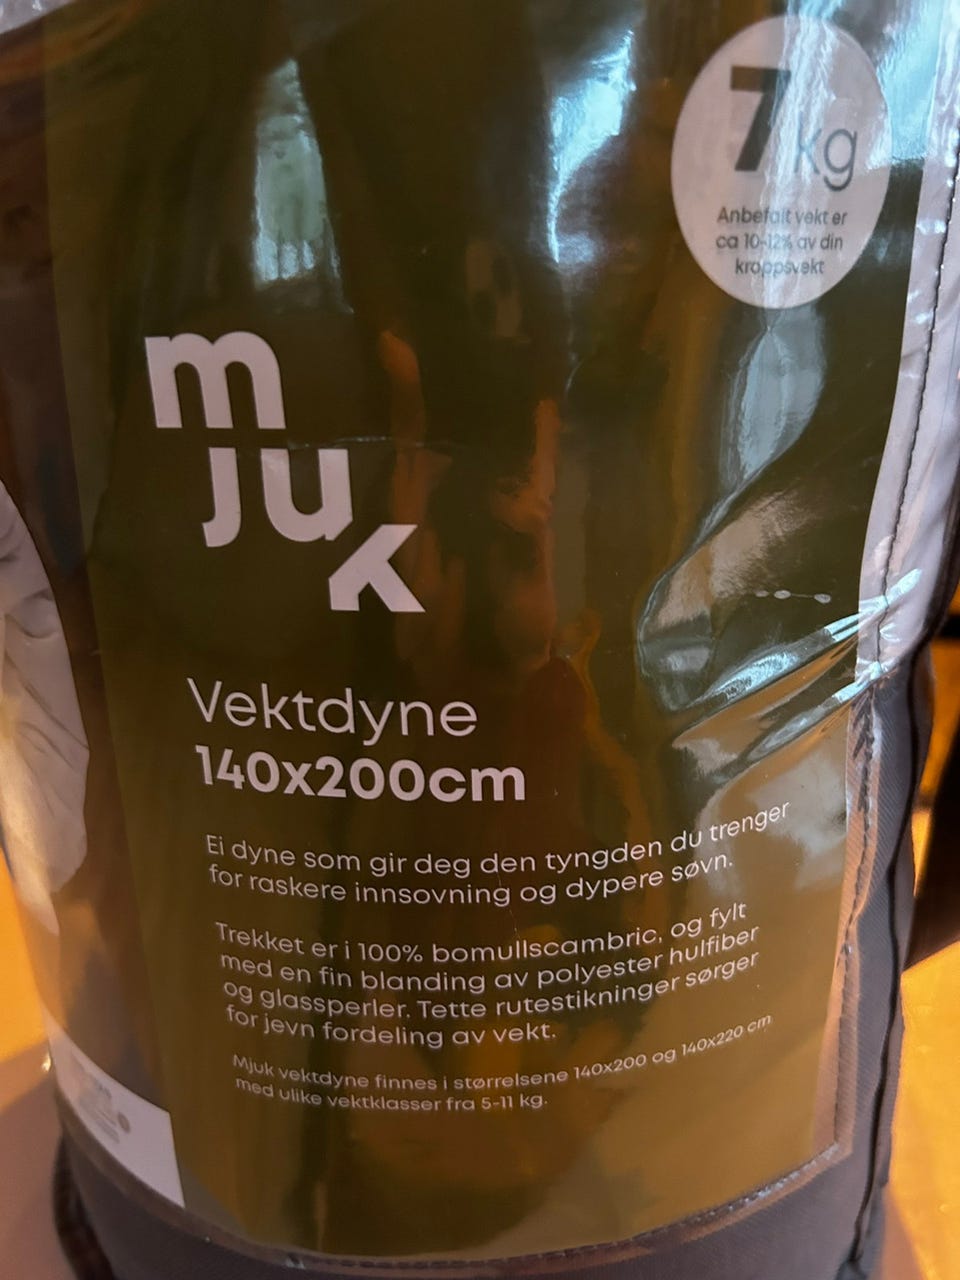 7 kg
Anbefalt vekt er
ca 10-12% av din
kroppsvekt
mjuk
Vektdyne
140x200cm
Ei dyne som gir deg den tyngden du trenger
for raskere innsovning og dypere søvn.
Trekket er i 100% bomullscambric, og fylt
med en fin blanding av polyester hulfiber
og glassperler. Tette rutestikninger sørger
for jevn fordeling av vekt.
Mjuk vektdyne finnes i størrelsene 140x200 og 140x220 cm
med ulike vektklasser fra 5-11 kg.